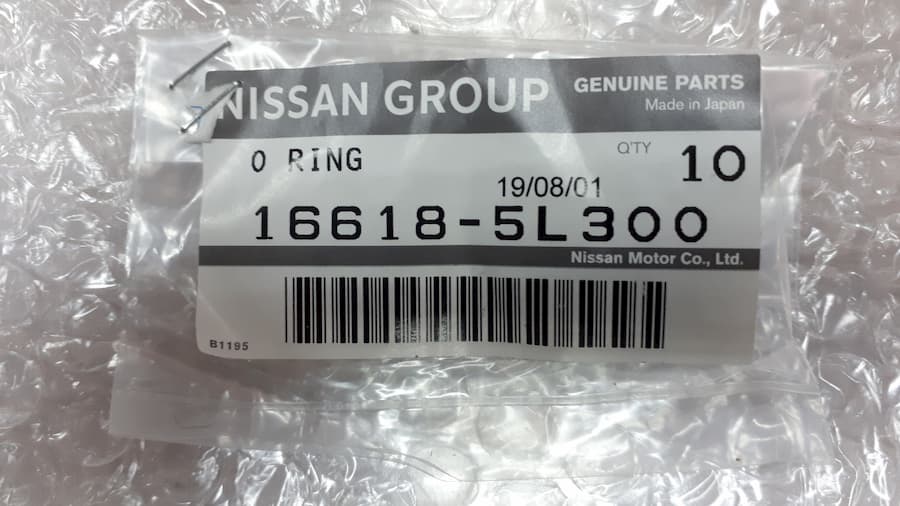 NISSAN GROUP
GENUINE PARTS
Made in Japan
O RING
Q'TY 10
19/08/01
16618-5L300
Nissan Motor Co., Ltd.
B1195